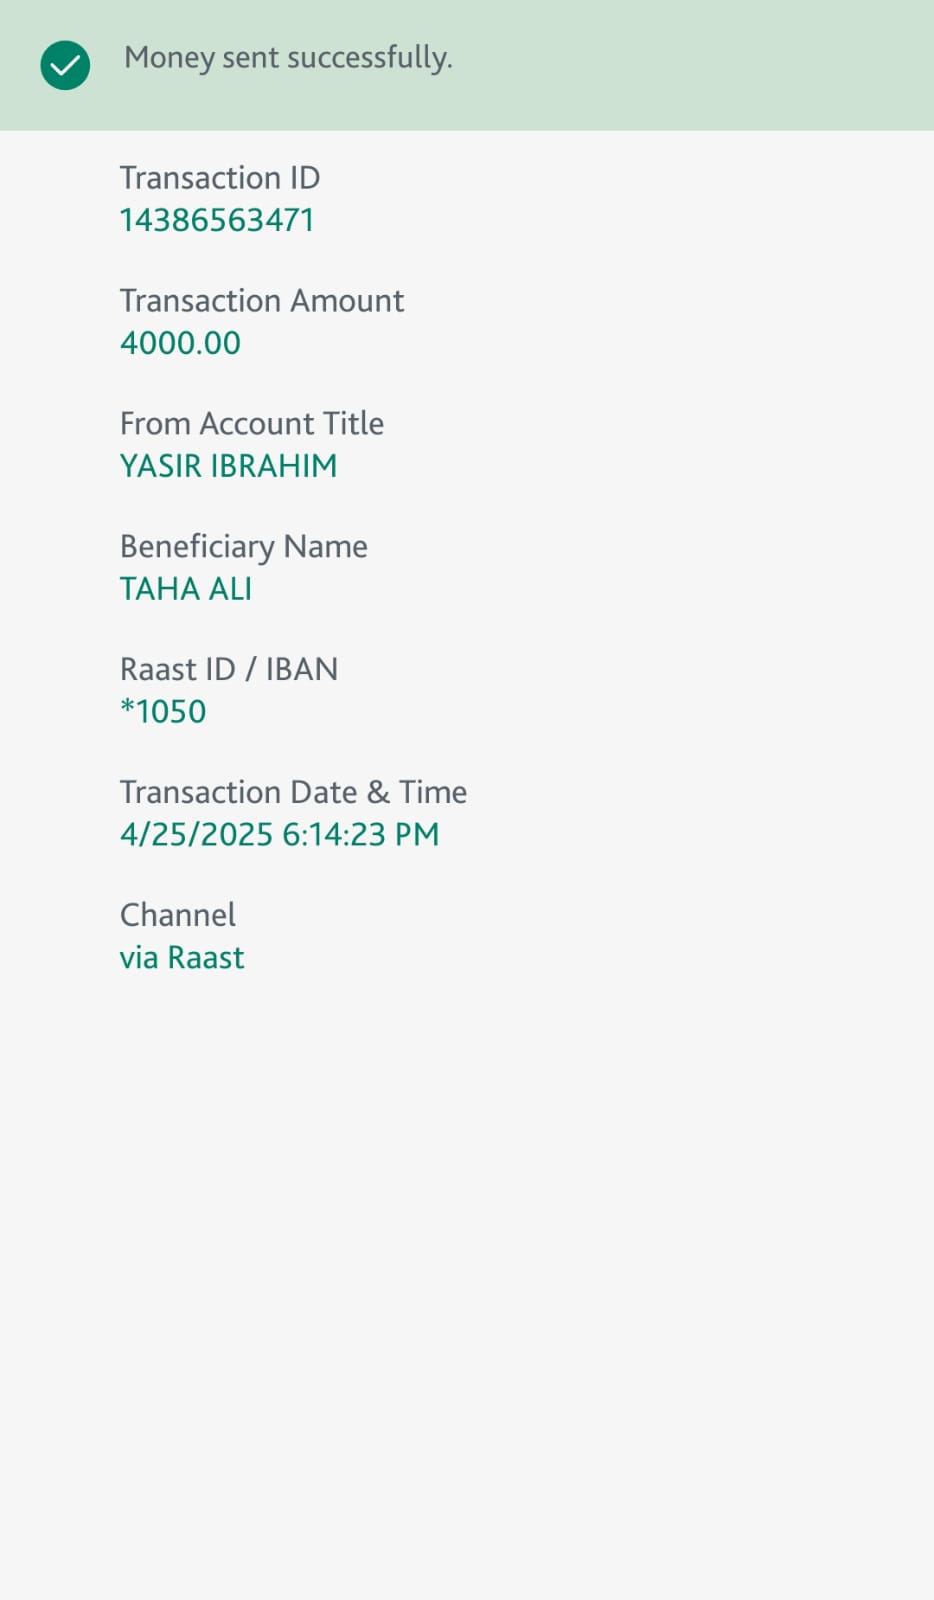 Money sent successfully.
Transaction ID
14386563471
Transaction Amount
4000.00
From Account Title
YASIR IBRAHIM
Beneficiary Name
TAHA ALI
Raast ID / IBAN
*1050
Transaction Date & Time
4/25/2025 6:14:23 PM
Channel
via Raast